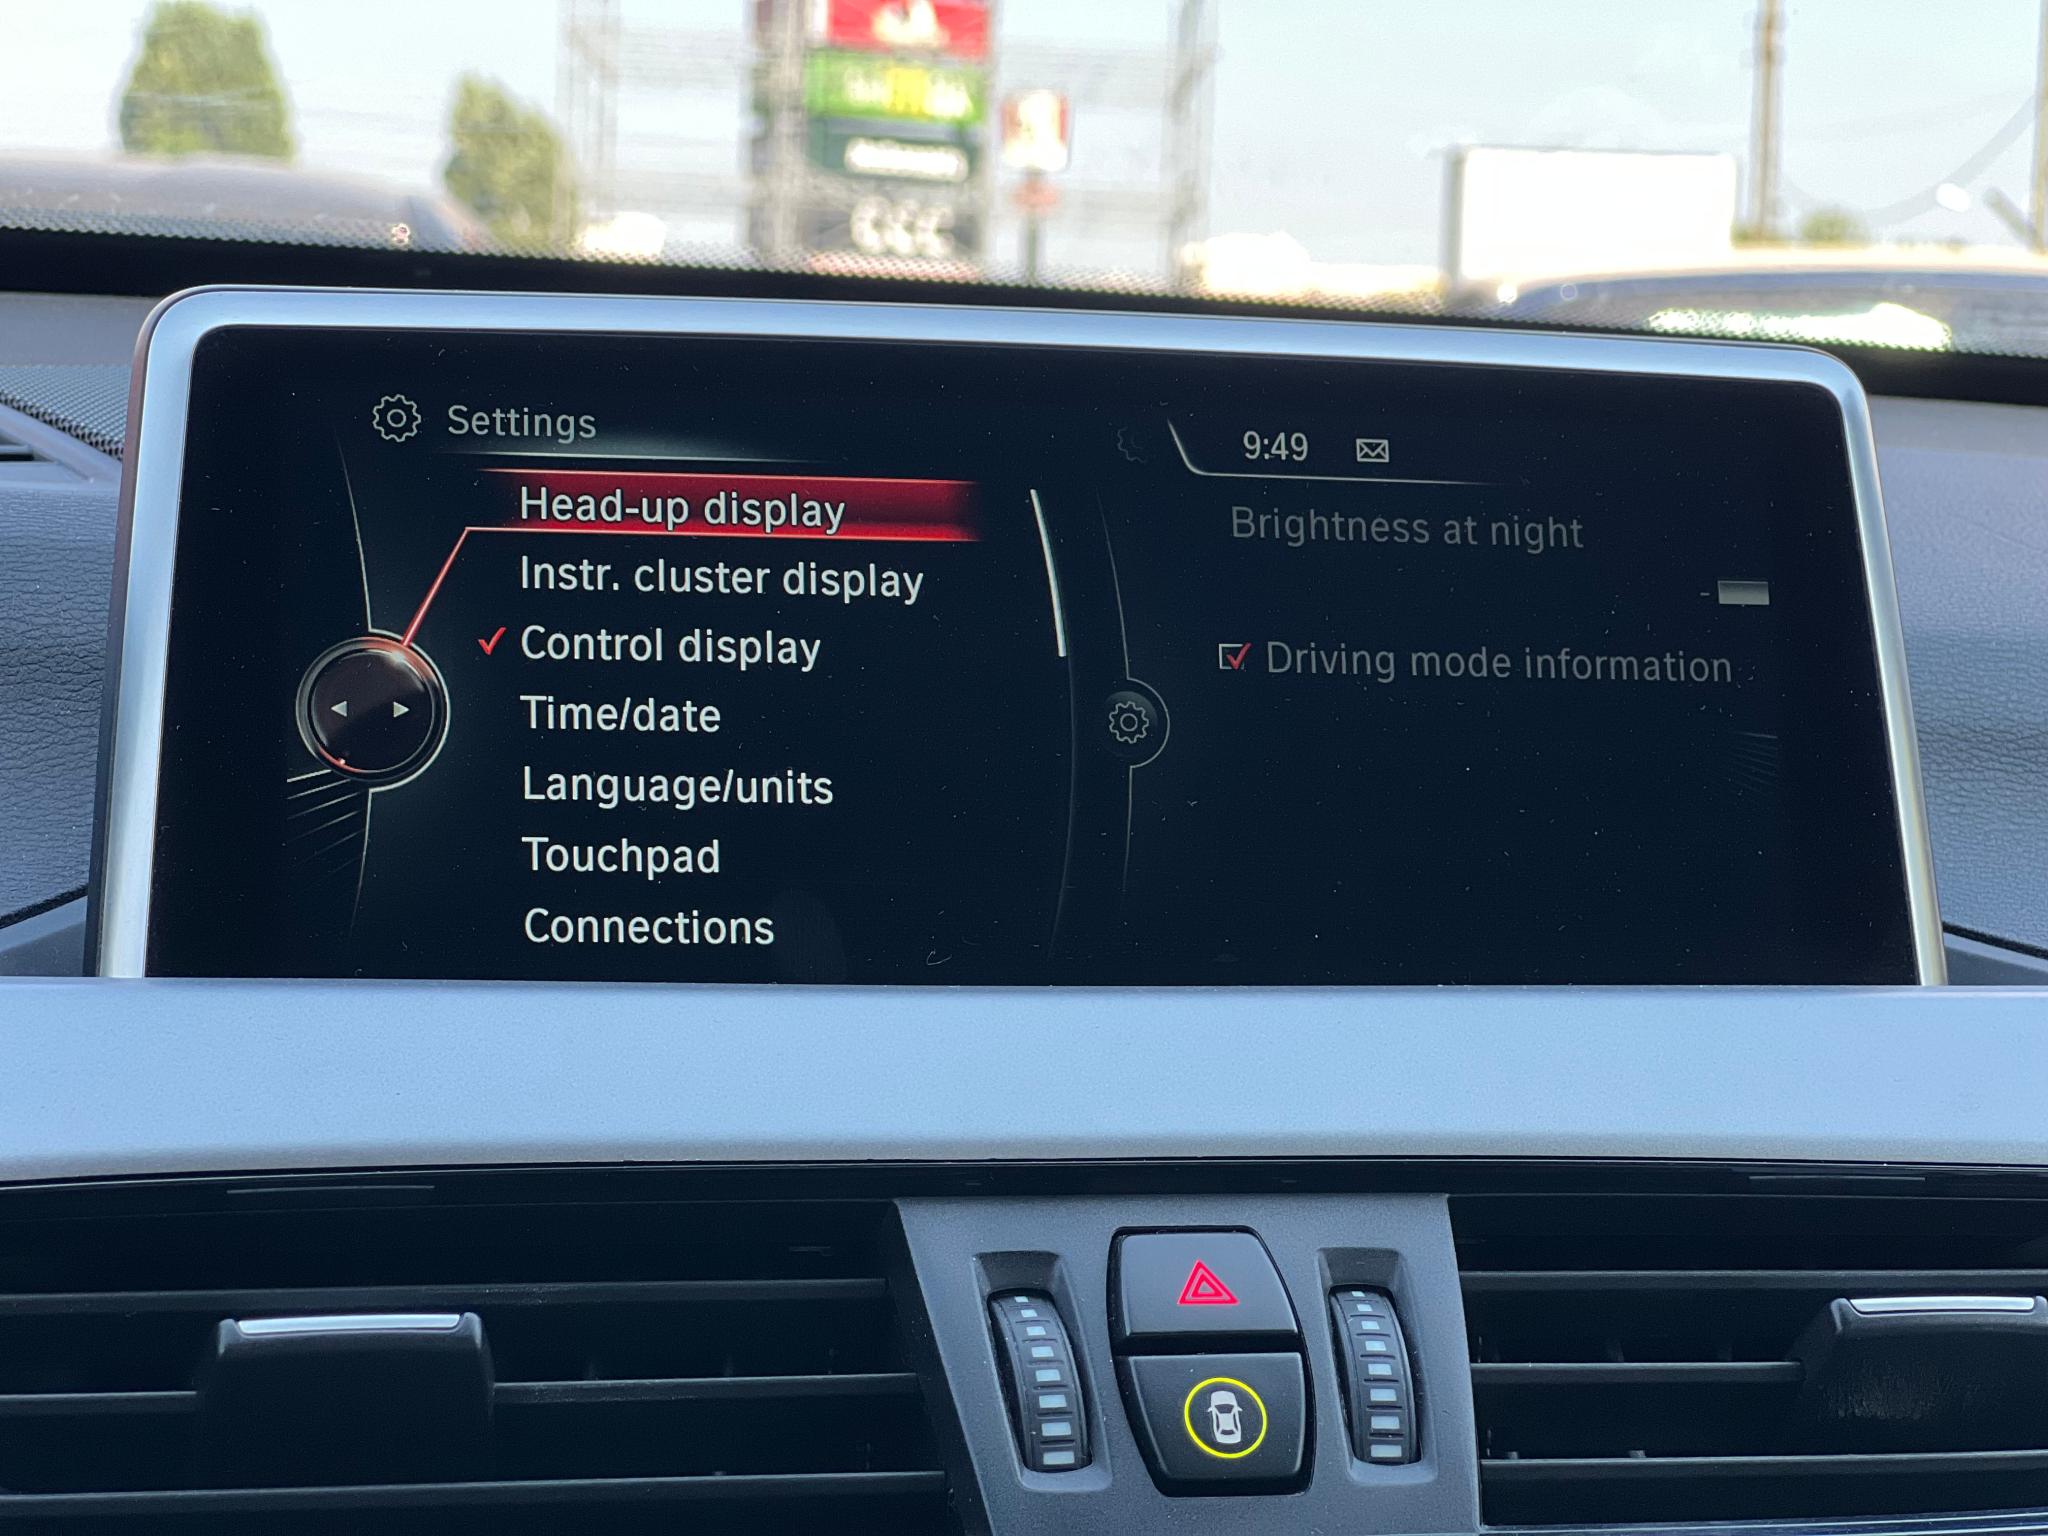 Settings
9:49
Head-up display
Instr. cluster display
Control display
Time/date
Language/units
Touchpad
Connections
Brightness at night
Driving mode information